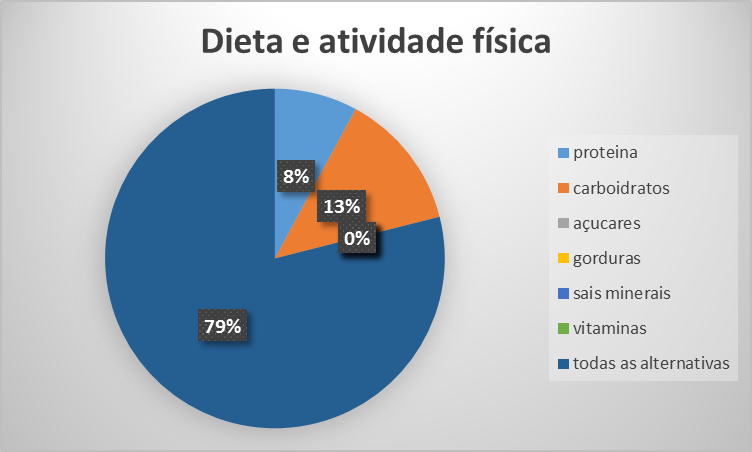 Dieta e atividade física
8%
13%
0%
79%
proteina
carboidratos
açucares
gorduras
sais minerais
vitaminas
todas as alternativas